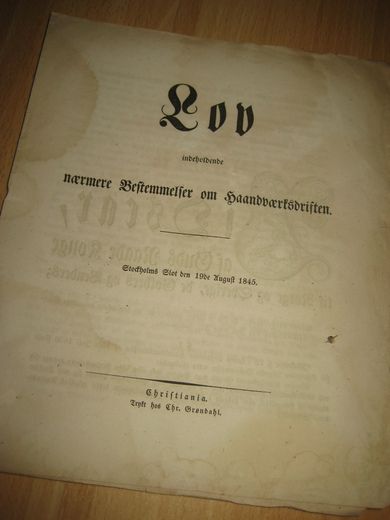 Lov
indeholdende
nærmere Bestemmelser om Haandværksdriften.
Stockholms Slot den 19de August 1845.
Christiania.
Trykt hos Chr. Grøndahl.